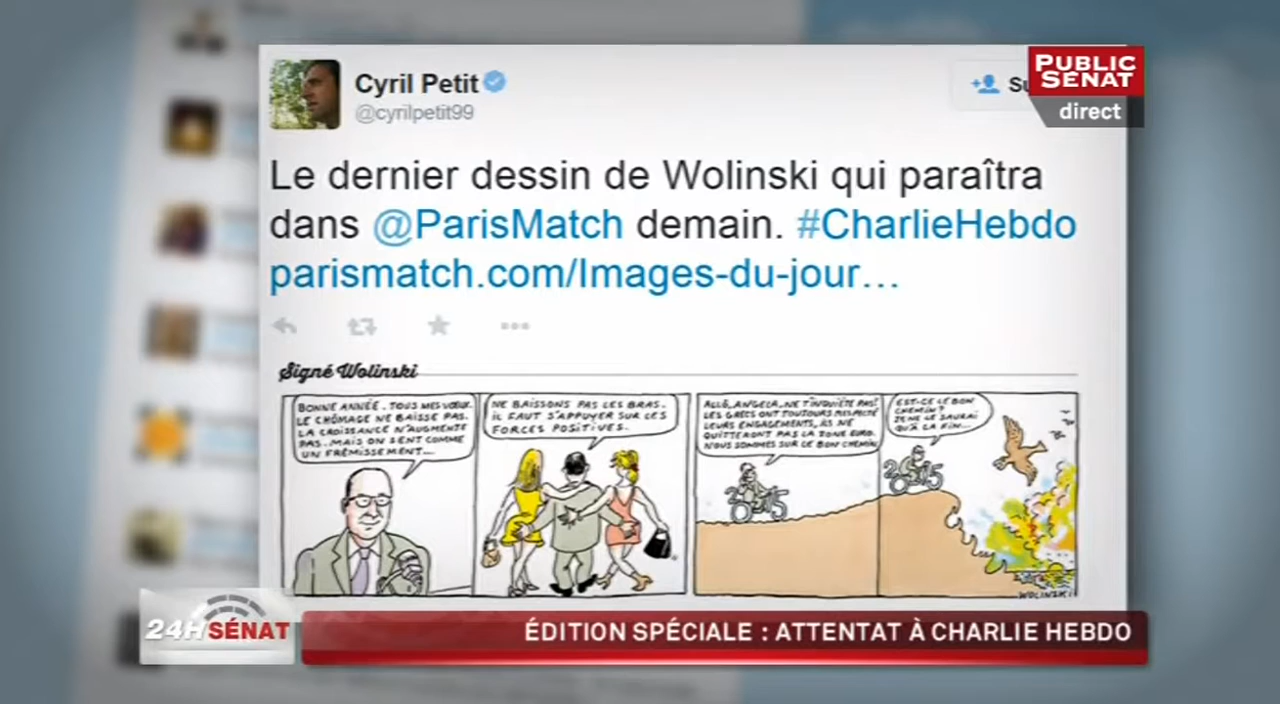 Cyril Petit
@cyrilpetit99
Su
PUBLIC
SÉNAT
direct
Le dernier dessin de Wolinski qui paraîtra
dans @ParisMatch demain. #CharlieHebdo
parismatch.com/Images-du-jour…
Signé Wolinski
BONNE ANNÉE. TOUS MES VŒUX.
LE CHÔMAGE NE BAISSE PAS.
LA CROISSANCE N'AUGMENTE
PAS. MAIS ON SENT COMME
UN FRÉMISSEMENT...
NE BAISSONS PAS LES BRAS.
IL FAUT S'APPUYER SUR LES
FORCES POSITIVES.
ALLÔ, ANGELA, NE T'INQUIÈTE PAS!
LES GRECS ONT TOUJOURS RESPECTÉ
LEURS ENGAGEMENTS, ILS NE
QUITTERONT PAS LA ZONE EURO.
NOUS SOMMES SUR LE BON CHEMIN
EST-CE LE BON
CHEMIN?
JE NE LE SAURAI
QU'À LA FIN...
2015
2015
WOLINSKI
24H SÉNAT
ÉDITION SPÉCIALE : ATTENTAT À CHARLIE HEBDO